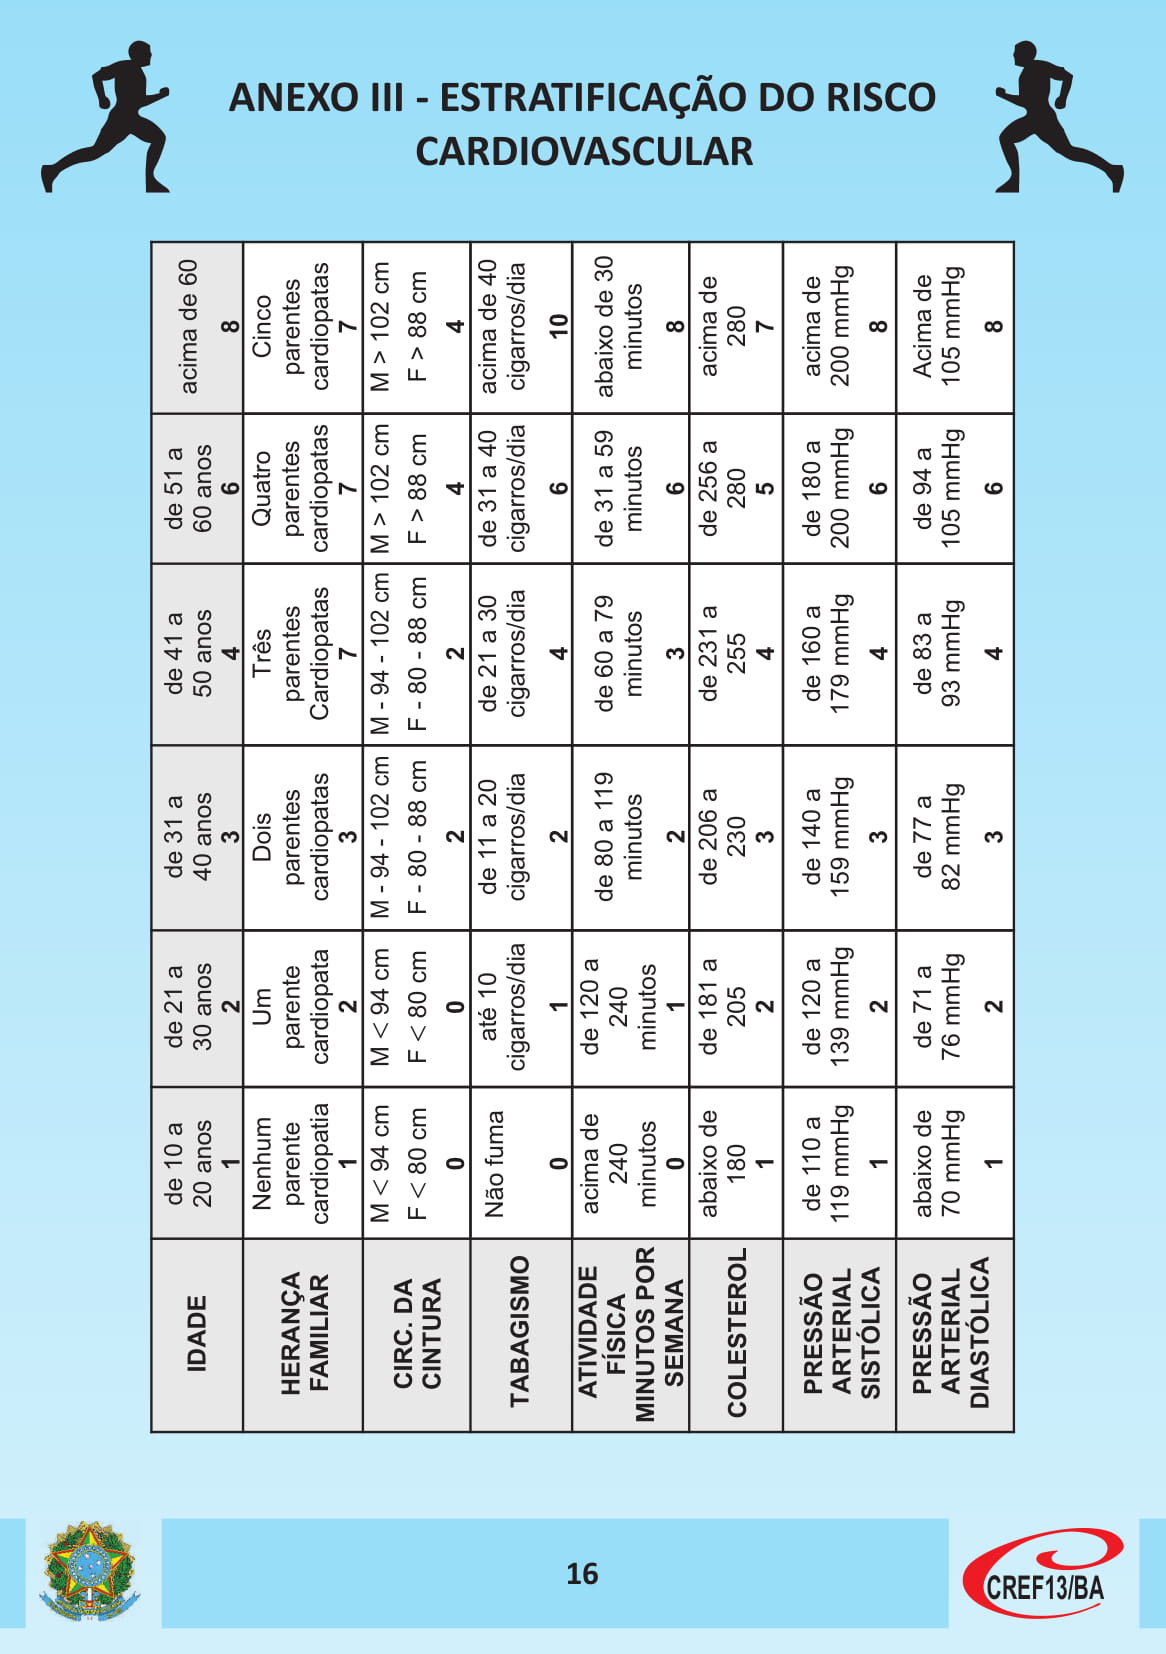 ANEXO III - ESTRATIFICAÇÃO DO RISCO
CARDIOVASCULAR
IDADE
de 10 a
20 anos
1
de 21 a
30 anos
2
de 31 a
40 anos
3
de 41 a
50 anos
4
de 51 a
60 anos
6
acima de 60
8
HERANÇA
FAMILIAR
Nenhum
parente
cardiopatia
1
Um
parente
cardiopata
2
Dois
parentes
cardiopatas
3
Três
parentes
Cardiopatas
7
Quatro
parentes
cardiopatas
7
Cinco
parentes
cardiopatas
7
CIRC. DA
CINTURA
M < 94 cm
F < 80 cm
0
M < 94 cm
F < 80 cm
0
M - 94 - 102 cm
F - 80 - 88 cm
2
M - 94 - 102 cm
F - 80 - 88 cm
2
M > 102 cm
F > 88 cm
4
M > 102 cm
F > 88 cm
4
TABAGISMO
Não fuma
0
até 10
cigarros/dia
1
de 11 a 20
cigarros/dia
2
de 21 a 30
cigarros/dia
4
de 31 a 40
cigarros/dia
6
acima de 40
cigarros/dia
10
ATIVIDADE
FÍSICA
MINUTOS POR
SEMANA
acima de
240
minutos
0
de 120 a
240
minutos
1
de 80 a 119
minutos
2
de 60 a 79
minutos
3
de 31 a 59
minutos
6
abaixo de 30
minutos
8
COLESTEROL
abaixo de
180
1
de 181 a
205
2
de 206 a
230
3
de 231 a
255
4
de 256 a
280
5
acima de
280
7
PRESSÃO
ARTERIAL
SISTÓLICA
de 110 a
119 mmHg
1
de 120 a
139 mmHg
2
de 140 a
159 mmHg
3
de 160 a
179 mmHg
4
de 180 a
200 mmHg
6
acima de
200 mmHg
8
PRESSÃO
ARTERIAL
DIASTÓLICA
abaixo de
70 mmHg
1
de 71 a
76 mmHg
2
de 77 a
82 mmHg
3
de 83 a
93 mmHg
4
de 94 a
105 mmHg
6
Acima de
105 mmHg
8
16
CREF13/BA